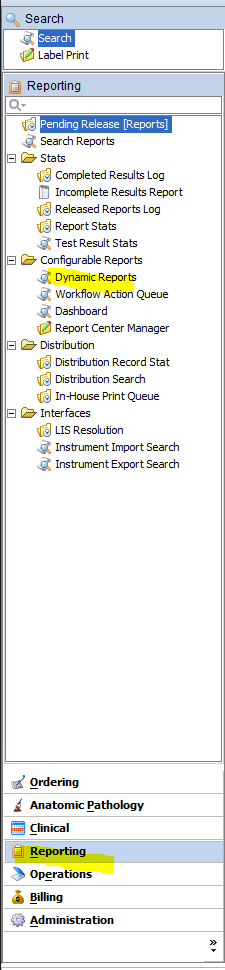 Search
Search
Label Print
Reporting
Pending Release [Reports]
Search Reports
Stats
Completed Results Log
Incomplete Results Report
Released Reports Log
Report Stats
Test Result Stats
Configurable Reports
Dynamic Reports
Workflow Action Queue
Dashboard
Report Center Manager
Distribution
Distribution Record Stat
Distribution Search
In-House Print Queue
Interfaces
LIS Resolution
Instrument Import Search
Instrument Export Search
Ordering
Anatomic Pathology
Clinical
Reporting
Operations
Billing
Administration
»